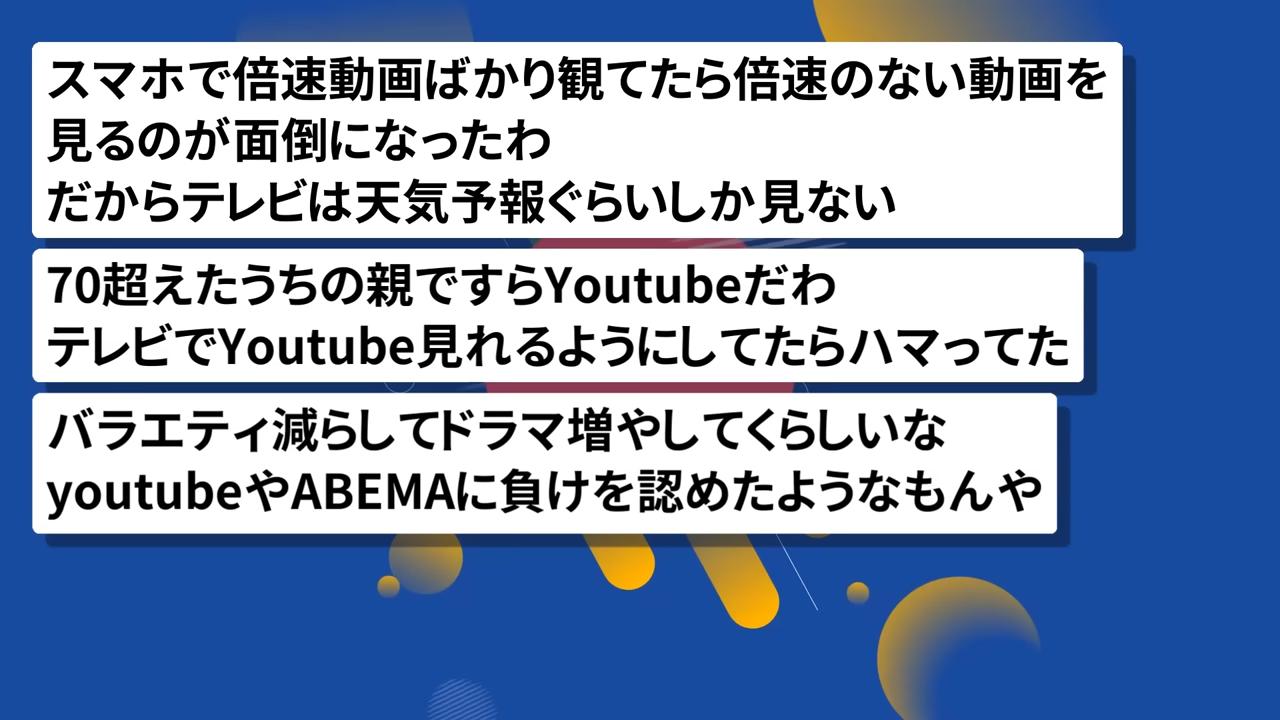 スマホで倍速動画ばかり観てたら倍速のない動画を
見るのが面倒になったわ
だからテレビは天気予報ぐらいしか見ない
70超えたうちの親ですらYoutubeだわ
テレビでYoutube見れるようにしてたらハマってた
バラエティ減らしてドラマ増やしてくらしいな
youtubeやABEMAに負けを認めたようなもんや